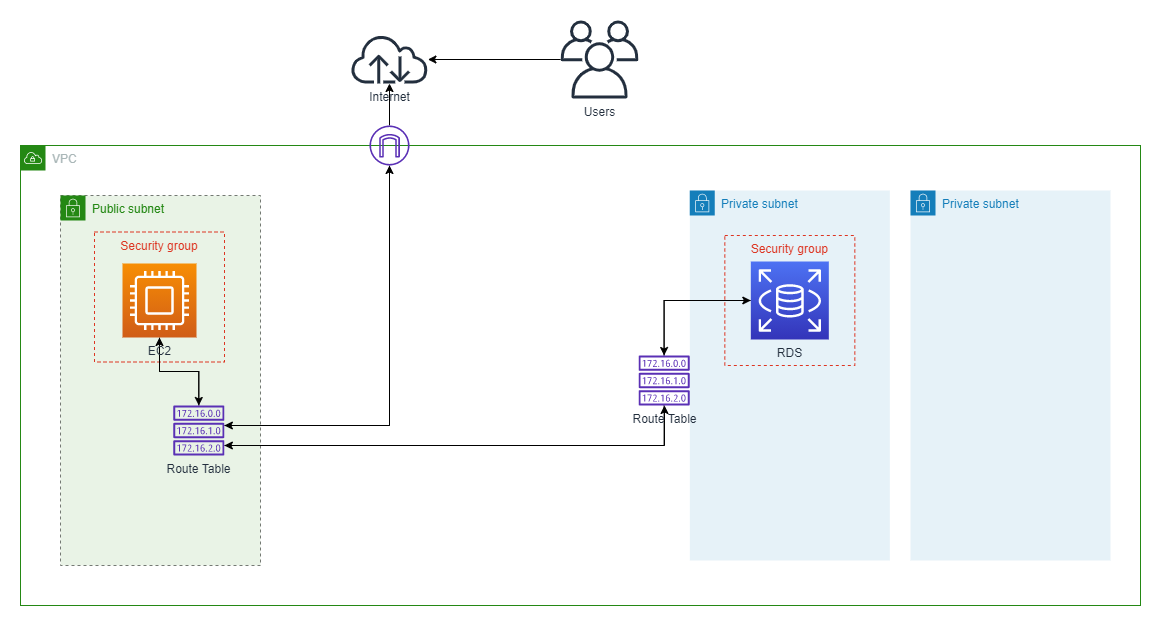 Internet
Users
VPC
Public subnet
Security group
EC2
172.16.0.0
172.16.1.0
172.16.2.0
Route Table
Private subnet
Security group
RDS
172.16.0.0
172.16.1.0
172.16.2.0
Route Table
Private subnet